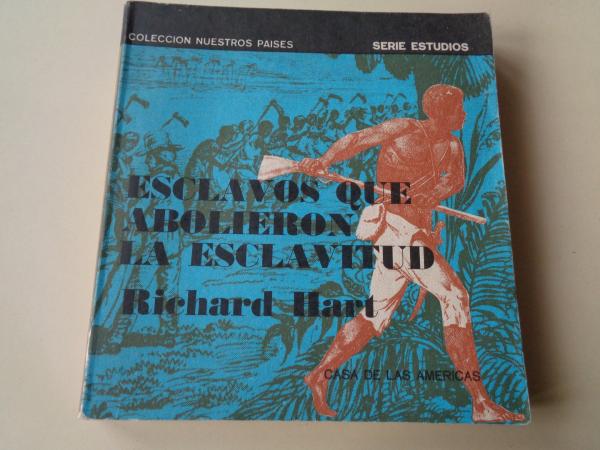 COLECCION NUESTROS PAISES SERIE ESTUDIOS
ESCLAVOS QUE
ABOLIERON
LA ESCLAVITUD
Richard Hart
CASA DE LAS AMERICAS